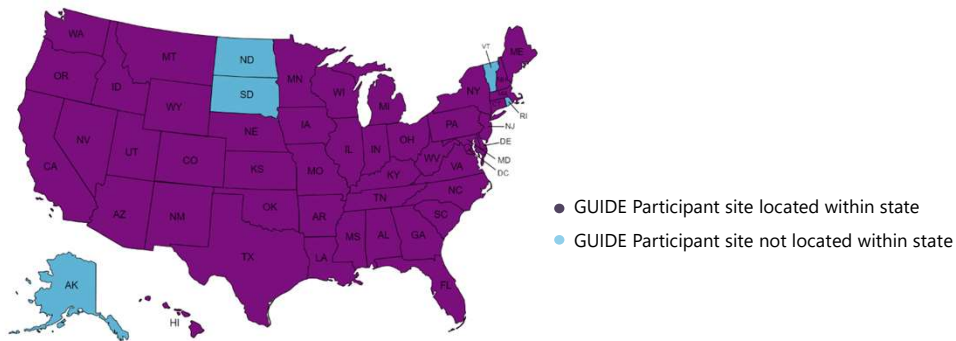 WA
OR
CA
NV
ID
MT
WY
UT
AZ
CO
NM
ND
SD
NE
KS
OK
TX
MN
IA
MO
AR
LA
WI
IL
MI
IN
OH
KY
TN
MS
AL
GA
FL
SC
NC
VA
WV
PA
NY
VT
ME
RI
NJ
DE
MD
DC
AK
HI
GUIDE Participant site located within state
GUIDE Participant site not located within state